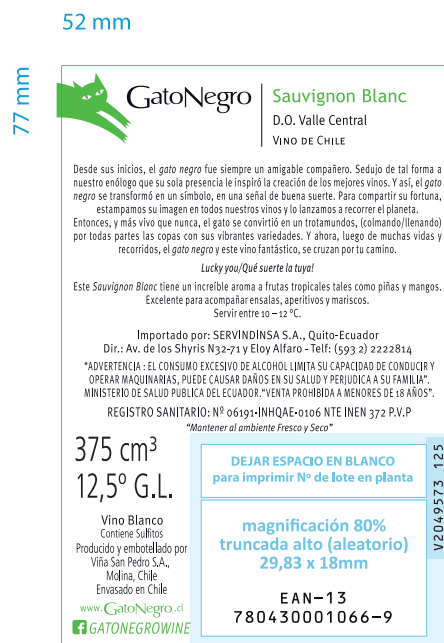 52 mm
77 mm
GatoNegro
Sauvignon Blanc
D.O. Valle Central
VINO DE CHILE
Desde sus inicios, el gato negro fue siempre un amigable compañero. Sedujo de tal forma a
nuestro enólogo que su sola presencia le inspiró la creación de los mejores vinos. Y así, el gato
negro se transformó en un símbolo, en una señal de buena suerte. Para compartir su fortuna,
estampamos su imagen en todos nuestros vinos y lo lanzamos a recorrer el planeta.
Entonces, y más vivo que nunca, el gato se convirtió en un trotamundos, (colmando/llenando)
por todas partes las copas con sus vibrantes variedades. Y ahora, luego de muchas vidas y
recorridos, el gato negro y este vino fantástico, se cruzan por tu camino.
Lucky you/Qué suerte la tuya!
Este Sauvignon Blanc tiene un increíble aroma a frutas tropicales tales como piñas y mangos.
Excelente para acompañar ensalas, aperitivos y mariscos.
Servir entre 10 – 12 ºC.
Importado por: SERVINDINSA S.A., Quito-Ecuador
Dir.: Av. de los Shyris N32-71 y Eloy Alfaro - Telf: (593 2) 2222814
“ADVERTENCIA : EL CONSUMO EXCESIVO DE ALCOHOL LIMITA SU CAPACIDAD DE CONDUCIR Y
OPERAR MAQUINARIAS, PUEDE CAUSAR DAÑOS EN SU SALUD Y PERJUDICA A SU FAMILIA”.
MINISTERIO DE SALUD PUBLICA DEL ECUADOR.“VENTA PROHIBIDA A MENORES DE 18 AÑOS”.
REGISTRO SANITARIO: Nº 06191-INHQAE-0106 NTE INEN 372 P.V.P
“Mantener al ambiente Fresco y Seco”
375 cm³
12,5º G.L.
Vino Blanco
Contiene Sulfitos
Producido y embotellado por
Viña San Pedro S.A.,
Molina, Chile
Envasado en Chile
www.GatoNegro.cl
GATONEGROWINE
DEJAR ESPACIO EN BLANCO
para imprimir Nº de lote en planta
magnificación 80%
truncada alto (aleatorio)
29,83 x 18mm
EAN-13
780430001066-9
V2049573 125